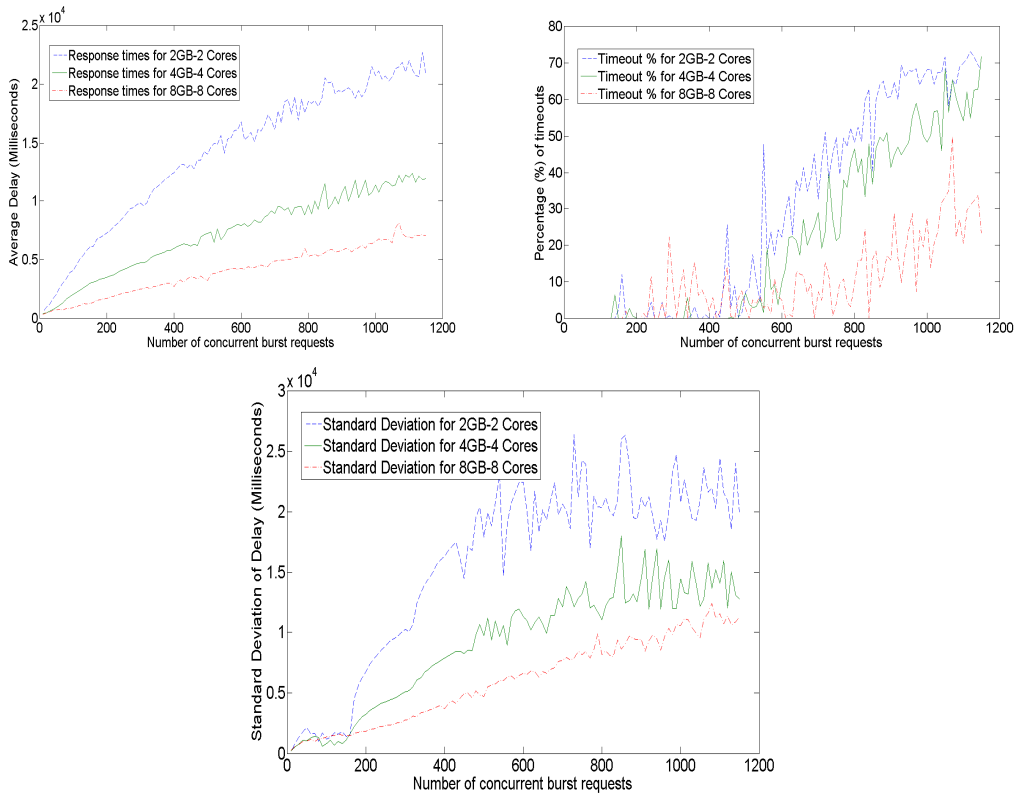 2.5 x 10^4
Response times for 2GB-2 Cores
Response times for 4GB-4 Cores
Response times for 8GB-8 Cores
2
1.5
1
0.5
0
Average Delay (Milliseconds)
0 200 400 600 800 1000 1200
Number of concurrent burst requests
80
Timeout % for 2GB-2 Cores
Timeout % for 4GB-4 Cores
Timeout % for 8GB-8 Cores
70
60
50
40
30
20
10
0
Percentage (%) of timeouts
0 200 400 600 800 1000 1200
Number of concurrent burst requests
3 x 10^4
Standard Deviation for 2GB-2 Cores
Standard Deviation for 4GB-4 Cores
Standard Deviation for 8GB-8 Cores
2.5
2
1.5
1
0.5
0
Standard Deviation of Delay (Milliseconds)
0 200 400 600 800 1000 1200
Number of concurrent burst requests